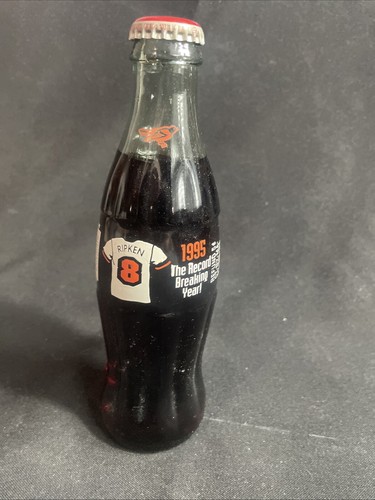 RIPKEN
8
1995
The Record
Breaking
Year!